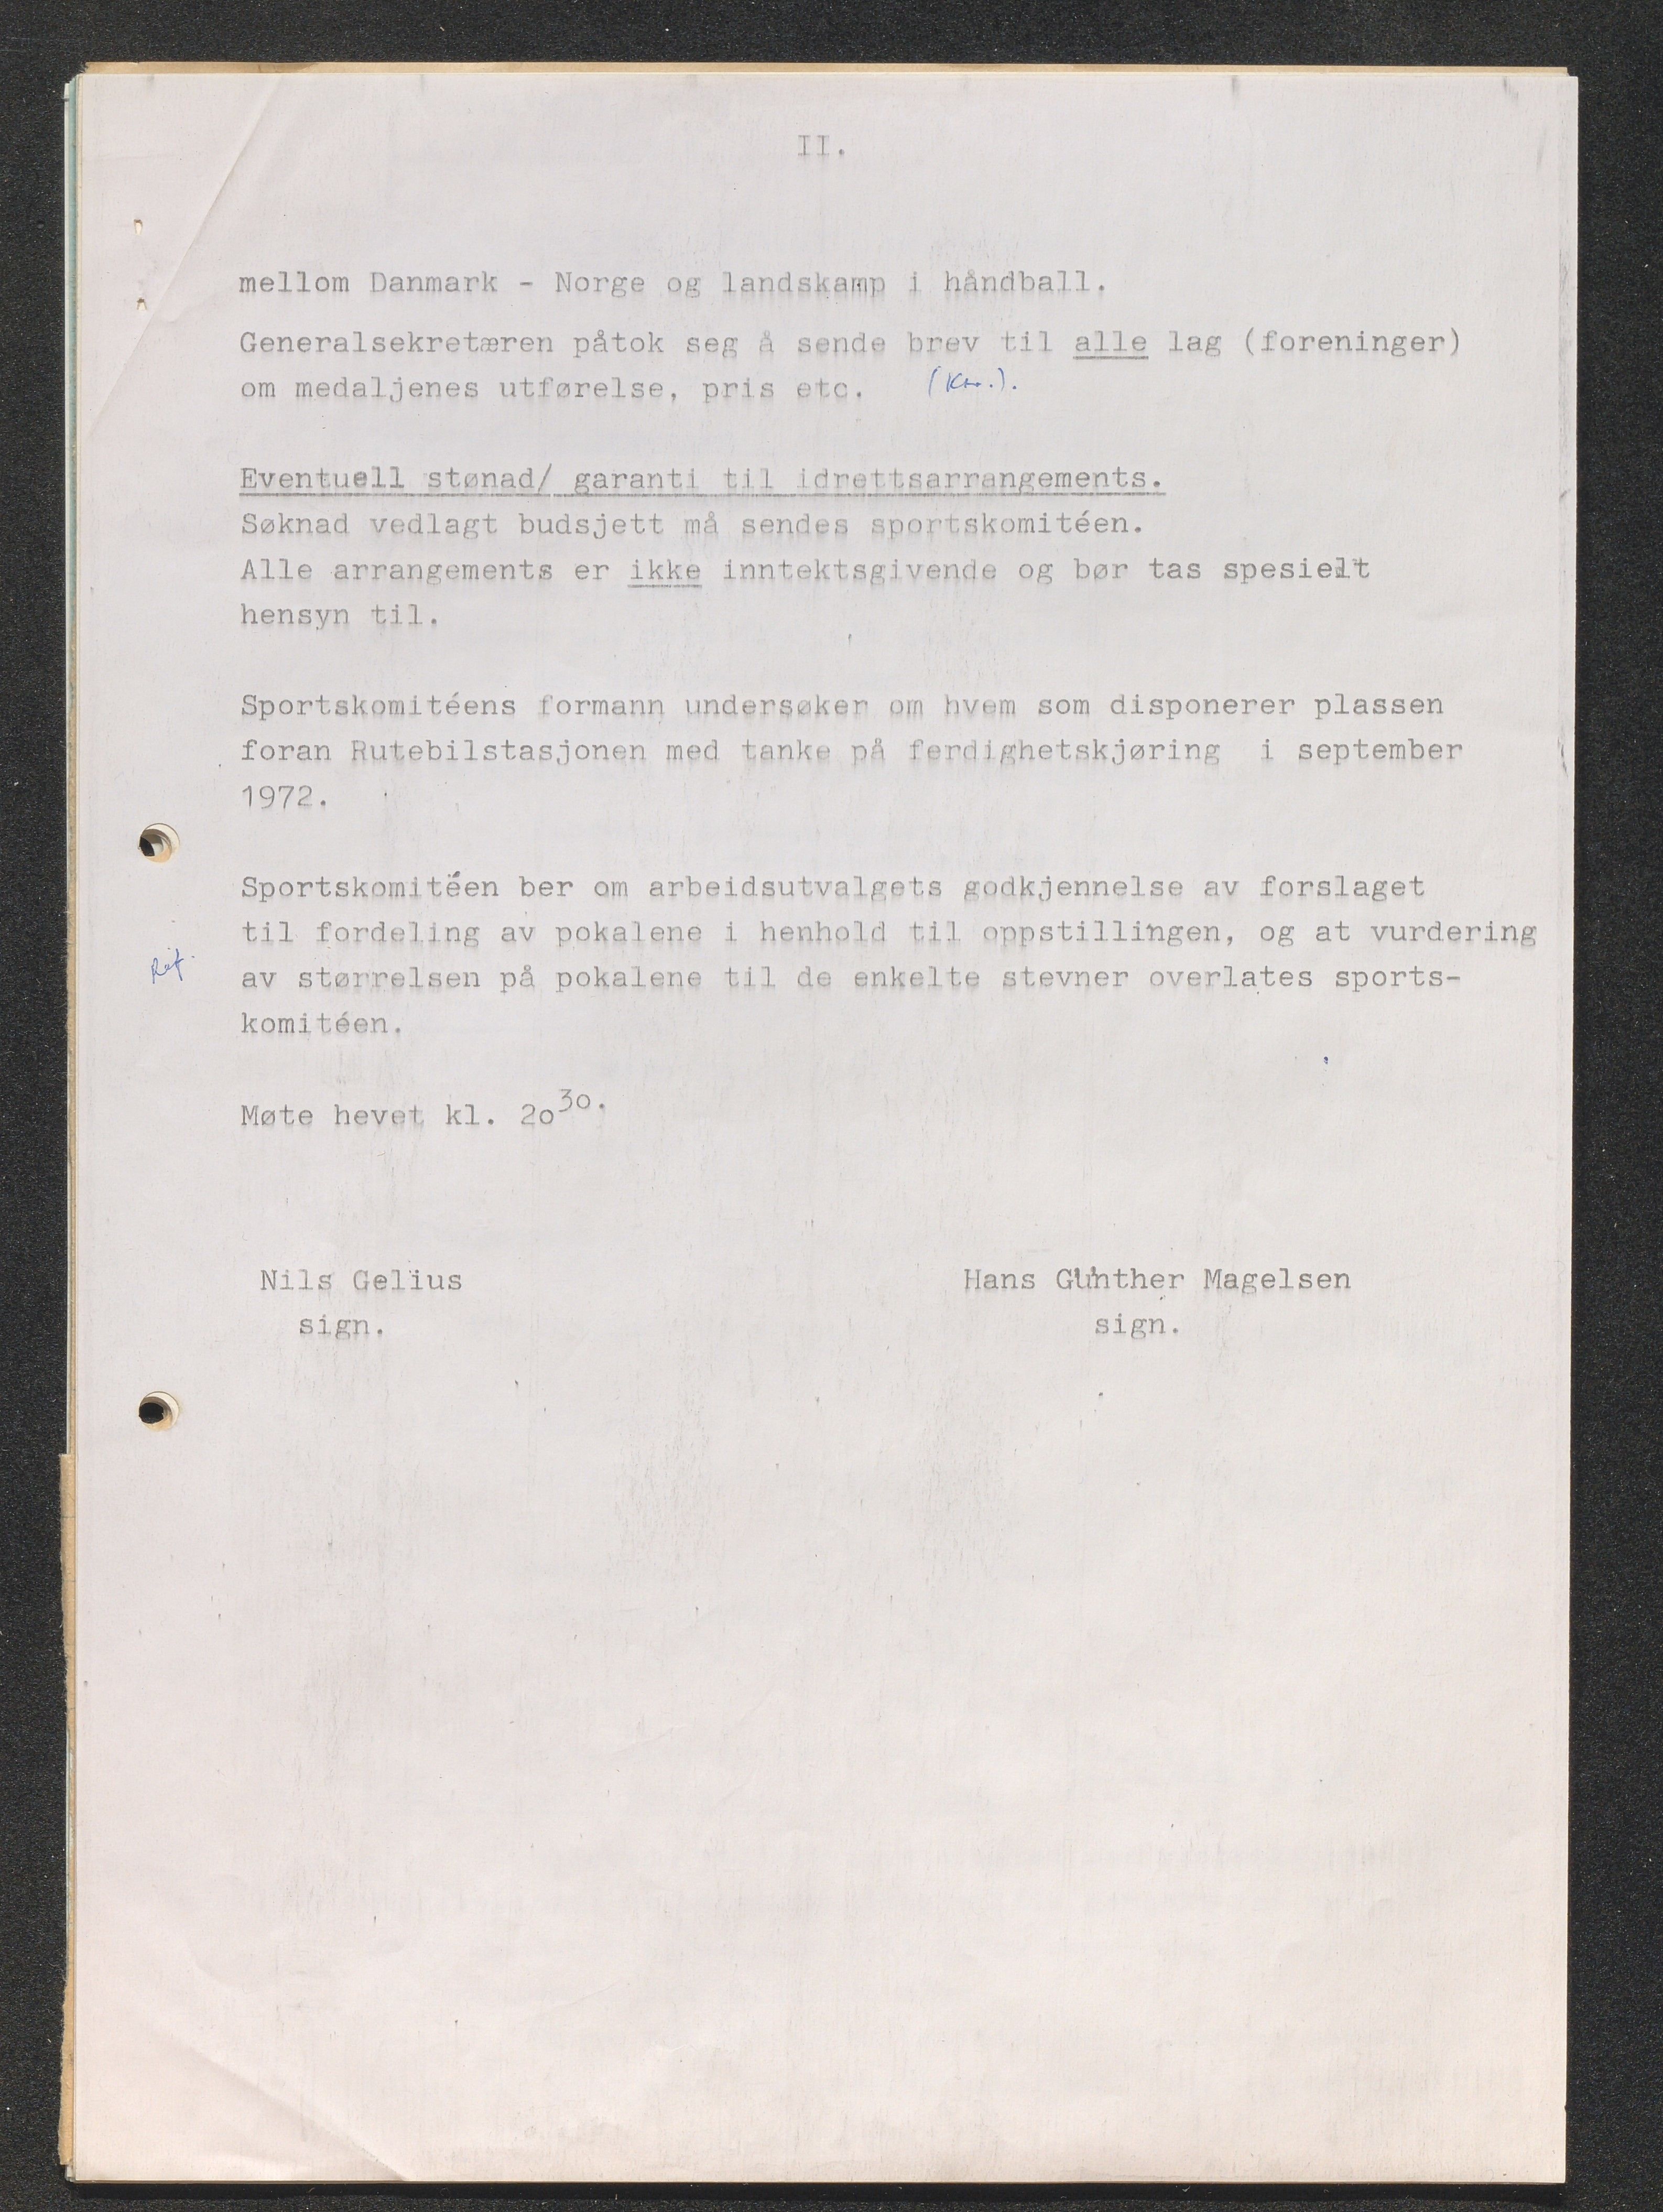 II.
mellom Danmark - Norge og landskamp i håndball.
Generalsekretæren påtok seg å sende brev til alle lag (foreninger)
om medaljenes utførelse, pris etc.
Eventuell stønad/ garanti til idrettsarrangements.
Søknad vedlagt budsjett må sendes sportskomitéen.
Alle arrangements er ikke inntektsgivende og bør tas spesielt
hensyn til.
Sportskomitéens formann undersøker om hvem som disponerer plassen
foran Rutebilstasjonen med tanke på ferdighetskjøring i september
1972.
Sportskomitéen ber om arbeidsutvalgets godkjennelse av forslaget
til fordeling av pokalene i henhold til oppstillingen, og at vurdering
Ref.
av størrelsen på pokalene til de enkelte stevner overlates sports-
komitéen.
Møte hevet kl. 2o30.
Nils Gelius Hans Günther Magelsen
sign. sign.